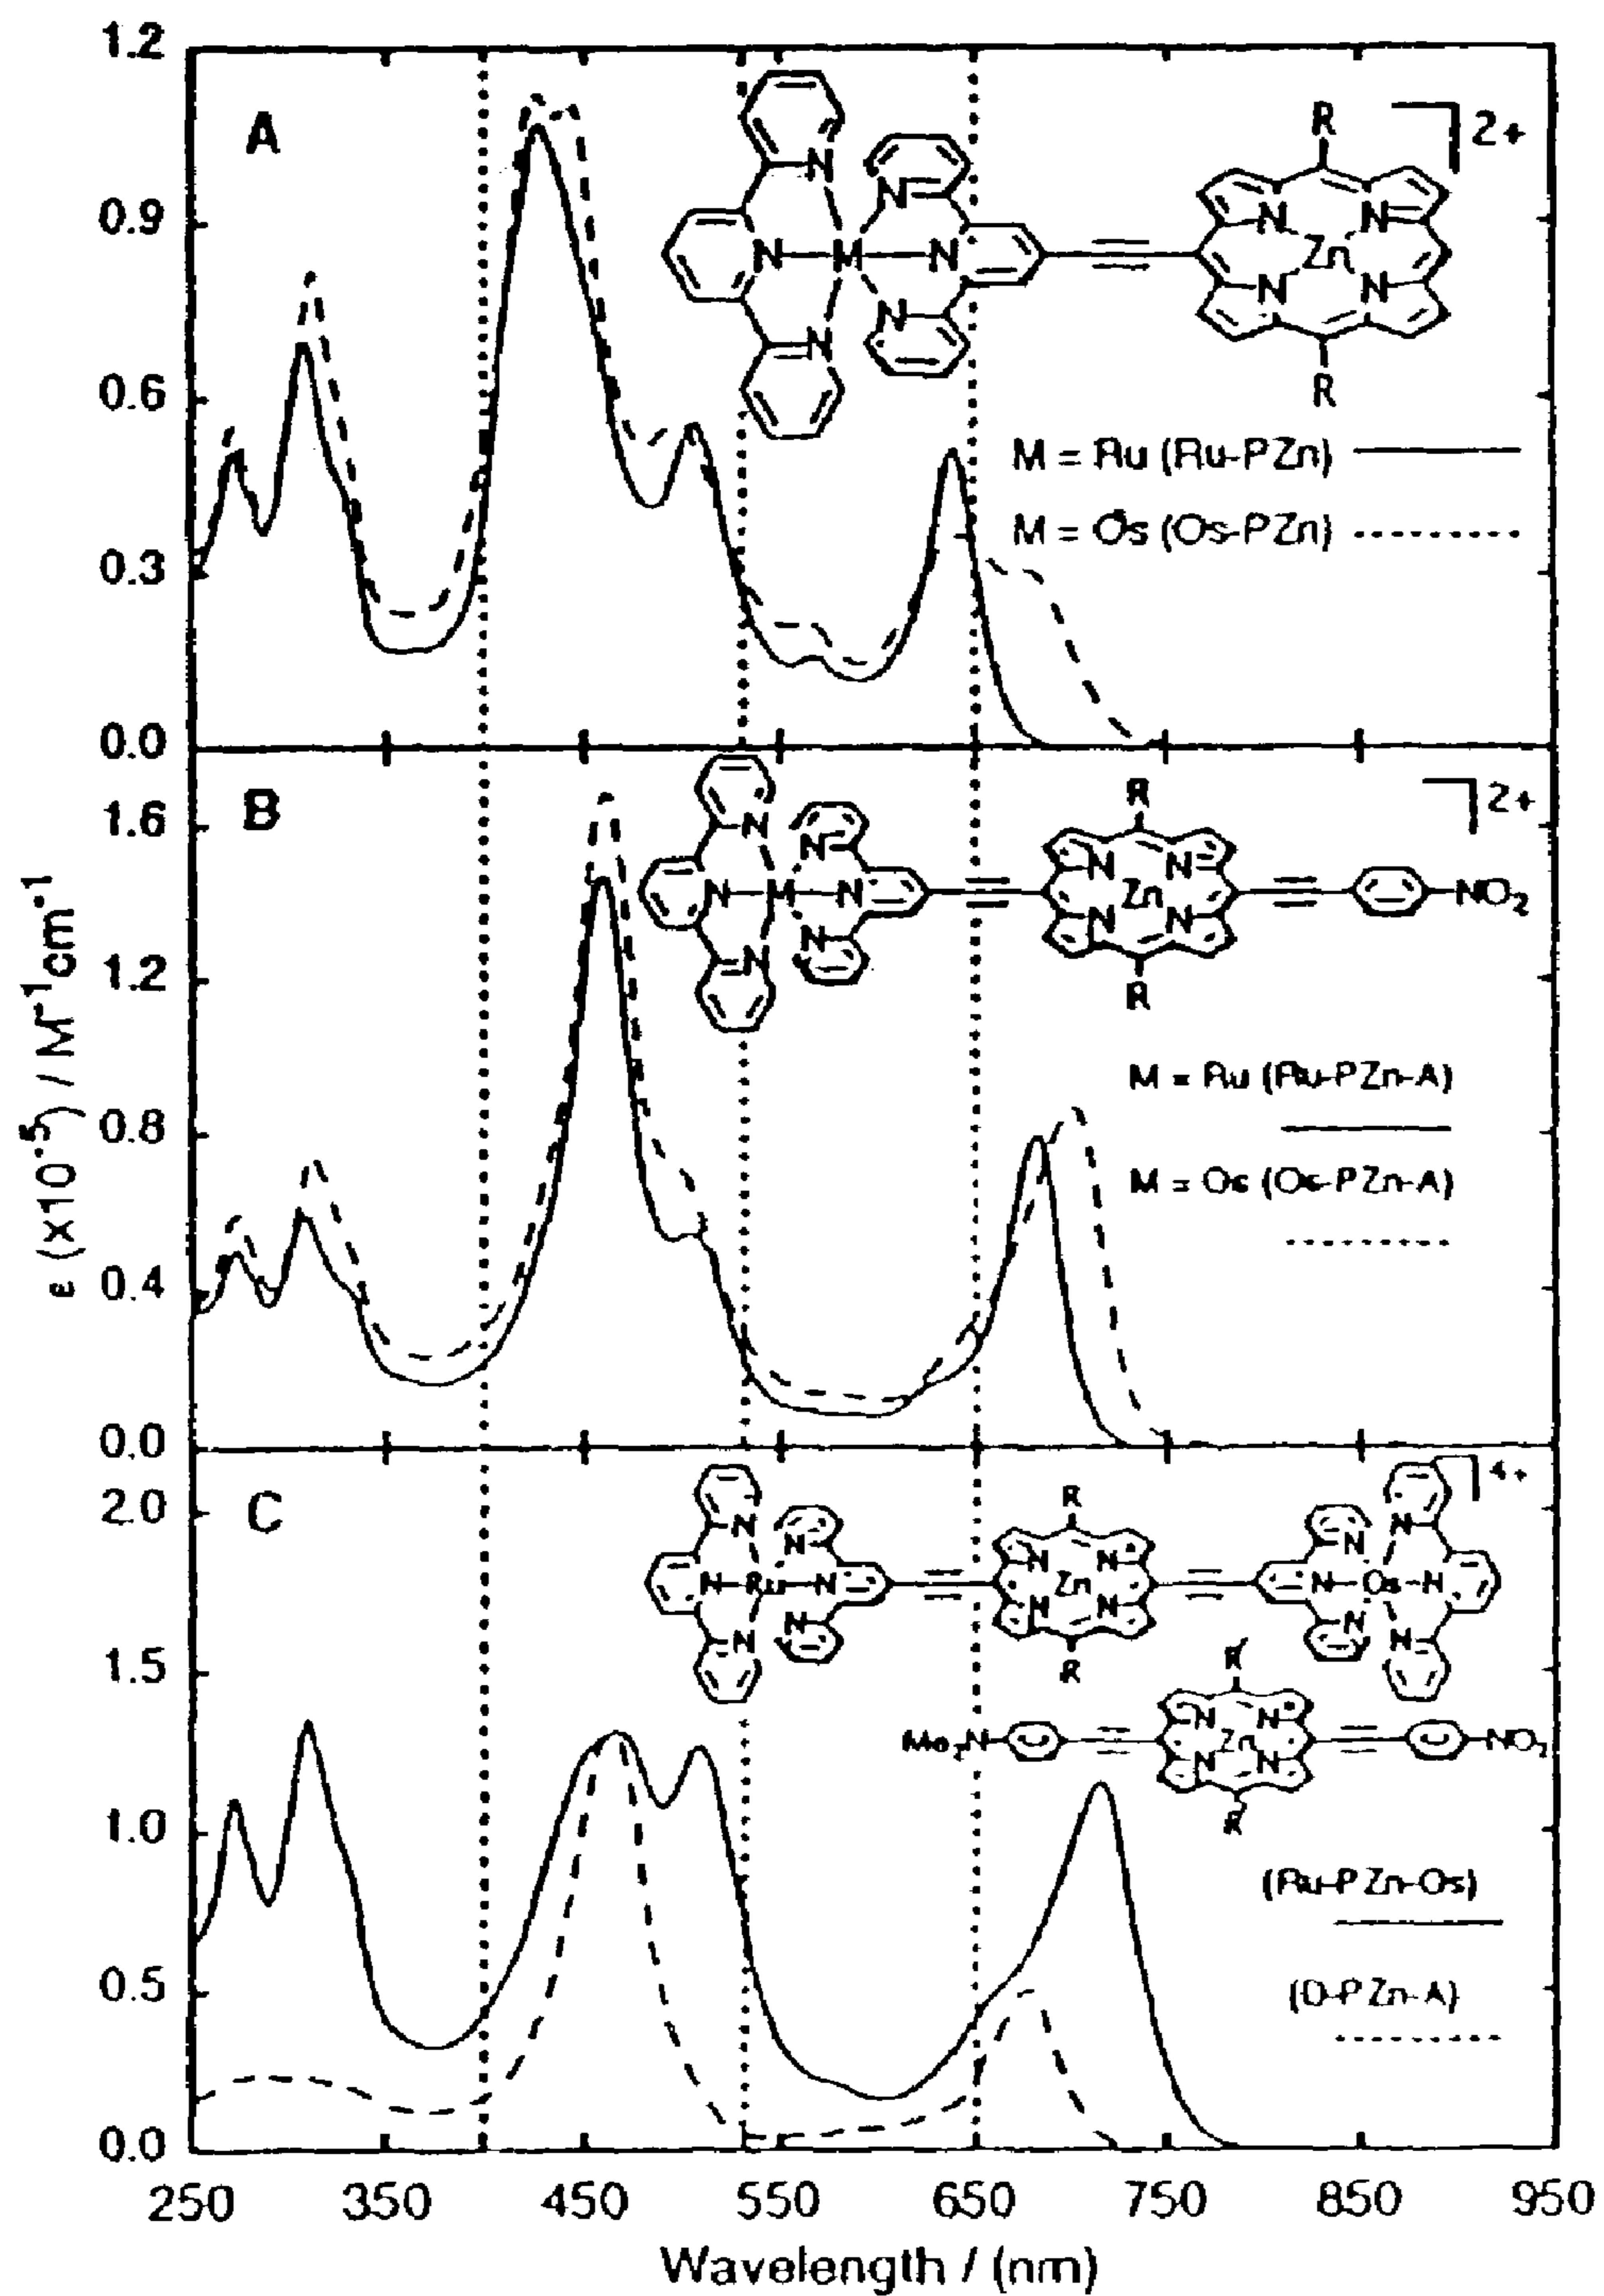 1.2
A
R
]2+
0.9
N N N N
N M N Zn
N N N N
0.6
R
M = Ru (Ru-PZn)
M = Os (Os-PZn)
0.3
0.0
B
R
]2+
1.6
N N N N
N M N Zn NO2
N N N N
1.2
R
ε (x10-5) / M-1cm-1
M = Ru (Ru-PZn-A)
0.8
M = Os (Os-PZn-A)
0.4
0.0
C
]4+
2.0
R
N N N N N N
N Ru N Zn N Os N
N N N N N N
1.5
R
R'
N N
Me2N Zn NO2
N N
R'
1.0
(Ru-PZn-Os)
0.5
(D-PZn-A)
0.0
250 350 450 550 650 750 850 950
Wavelength / (nm)